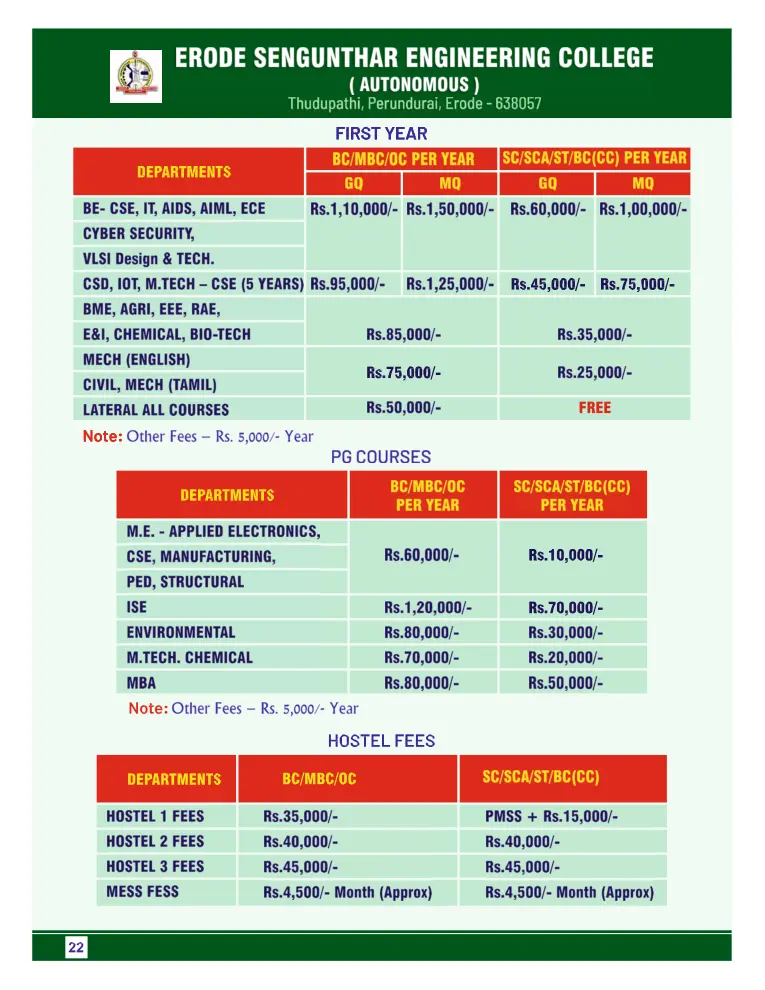 ERODE SENGUNTHAR ENGINEERING COLLEGE
( AUTONOMOUS )
Thudupathi, Perundurai, Erode - 638057
FIRST YEAR
DEPARTMENTS BC/MBC/OC PER YEAR SC/SCA/ST/BC(CC) PER YEAR
GQ MQ GQ MQ
BE- CSE, IT, AIDS, AIML, ECE Rs.1,10,000/- Rs.1,50,000/- Rs.60,000/- Rs.1,00,000/-
CYBER SECURITY,
VLSI Design & TECH.
CSD, IOT, M.TECH – CSE (5 YEARS) Rs.95,000/- Rs.1,25,000/- Rs.45,000/- Rs.75,000/-
BME, AGRI, EEE, RAE,
E&I, CHEMICAL, BIO-TECH Rs.85,000/- Rs.35,000/-
MECH (ENGLISH)
Rs.75,000/- Rs.25,000/-
CIVIL, MECH (TAMIL)
LATERAL ALL COURSES Rs.50,000/- FREE
Note: Other Fees – Rs. 5,000/- Year
PG COURSES
DEPARTMENTS BC/MBC/OC PER YEAR SC/SCA/ST/BC(CC) PER YEAR
M.E. - APPLIED ELECTRONICS,
CSE, MANUFACTURING, Rs.60,000/- Rs.10,000/-
PED, STRUCTURAL
ISE Rs.1,20,000/- Rs.70,000/-
ENVIRONMENTAL Rs.80,000/- Rs.30,000/-
M.TECH. CHEMICAL Rs.70,000/- Rs.20,000/-
MBA Rs.80,000/- Rs.50,000/-
Note: Other Fees – Rs. 5,000/- Year
HOSTEL FEES
DEPARTMENTS BC/MBC/OC SC/SCA/ST/BC(CC)
HOSTEL 1 FEES Rs.35,000/- PMSS + Rs.15,000/-
HOSTEL 2 FEES Rs.40,000/- Rs.40,000/-
HOSTEL 3 FEES Rs.45,000/- Rs.45,000/-
MESS FESS Rs.4,500/- Month (Approx) Rs.4,500/- Month (Approx)
22